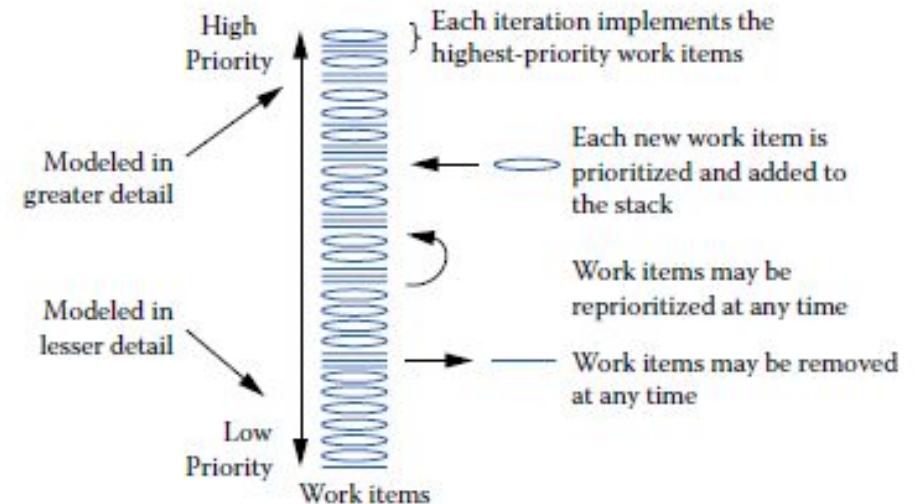 High
Priority
Each iteration implements the
highest-priority work items
Modeled in
greater detail
Each new work item is
prioritized and added to
the stack
Work items may be
reprioritized at any time
Modeled in
lesser detail
Work items may be removed
at any time
Low
Priority
Work items